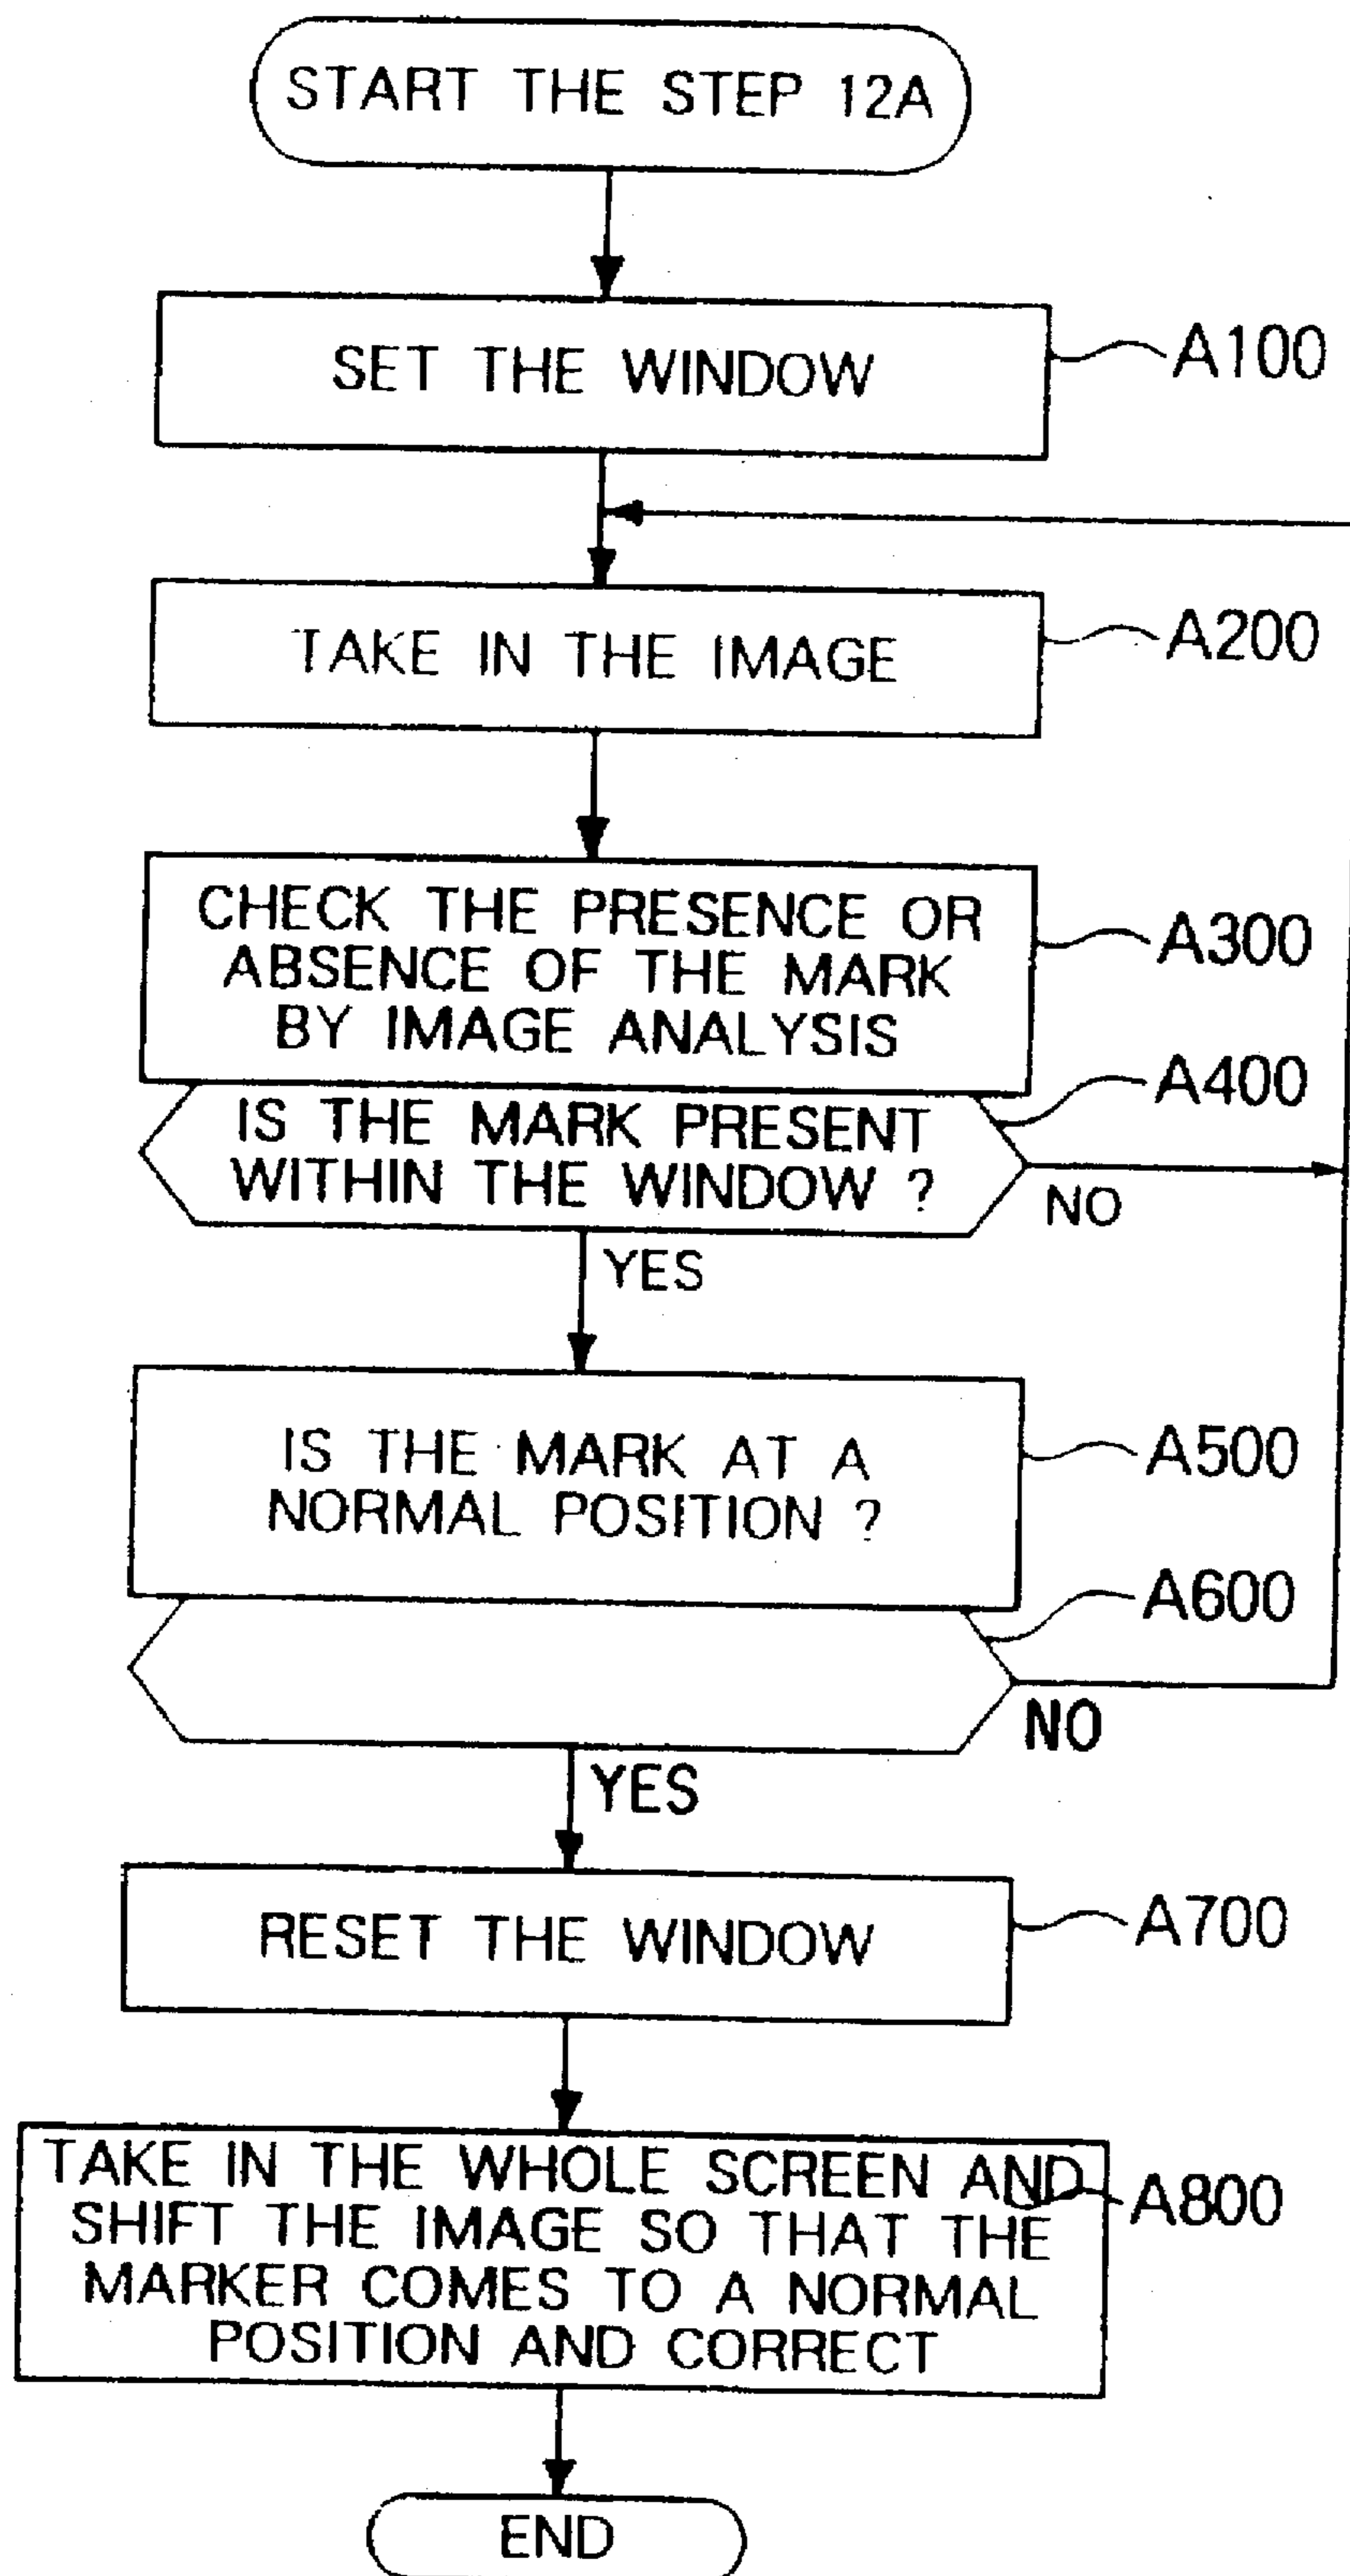 START THE STEP 12A
SET THE WINDOW
A100
TAKE IN THE IMAGE
A200
CHECK THE PRESENCE OR
ABSENCE OF THE MARK
BY IMAGE ANALYSIS
A300
IS THE MARK PRESENT
WITHIN THE WINDOW ?
A400
NO
YES
IS THE MARK AT A
NORMAL POSITION ?
A500
A600
NO
YES
RESET THE WINDOW
A700
TAKE IN THE WHOLE SCREEN AND
SHIFT THE IMAGE SO THAT THE
MARKER COMES TO A NORMAL
POSITION AND CORRECT
A800
END